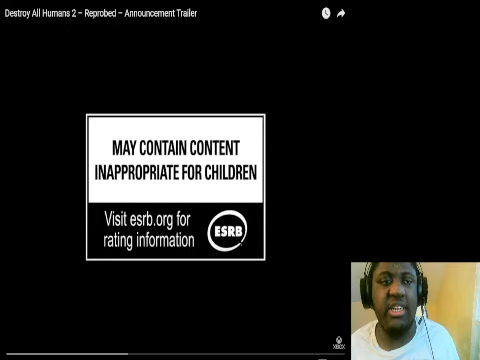 Destroy All Humans 2 – Reprobed – Announcement Trailer
MAY CONTAIN CONTENT
INAPPROPRIATE FOR CHILDREN
Visit esrb.org for
rating information
ESRB
XBOX